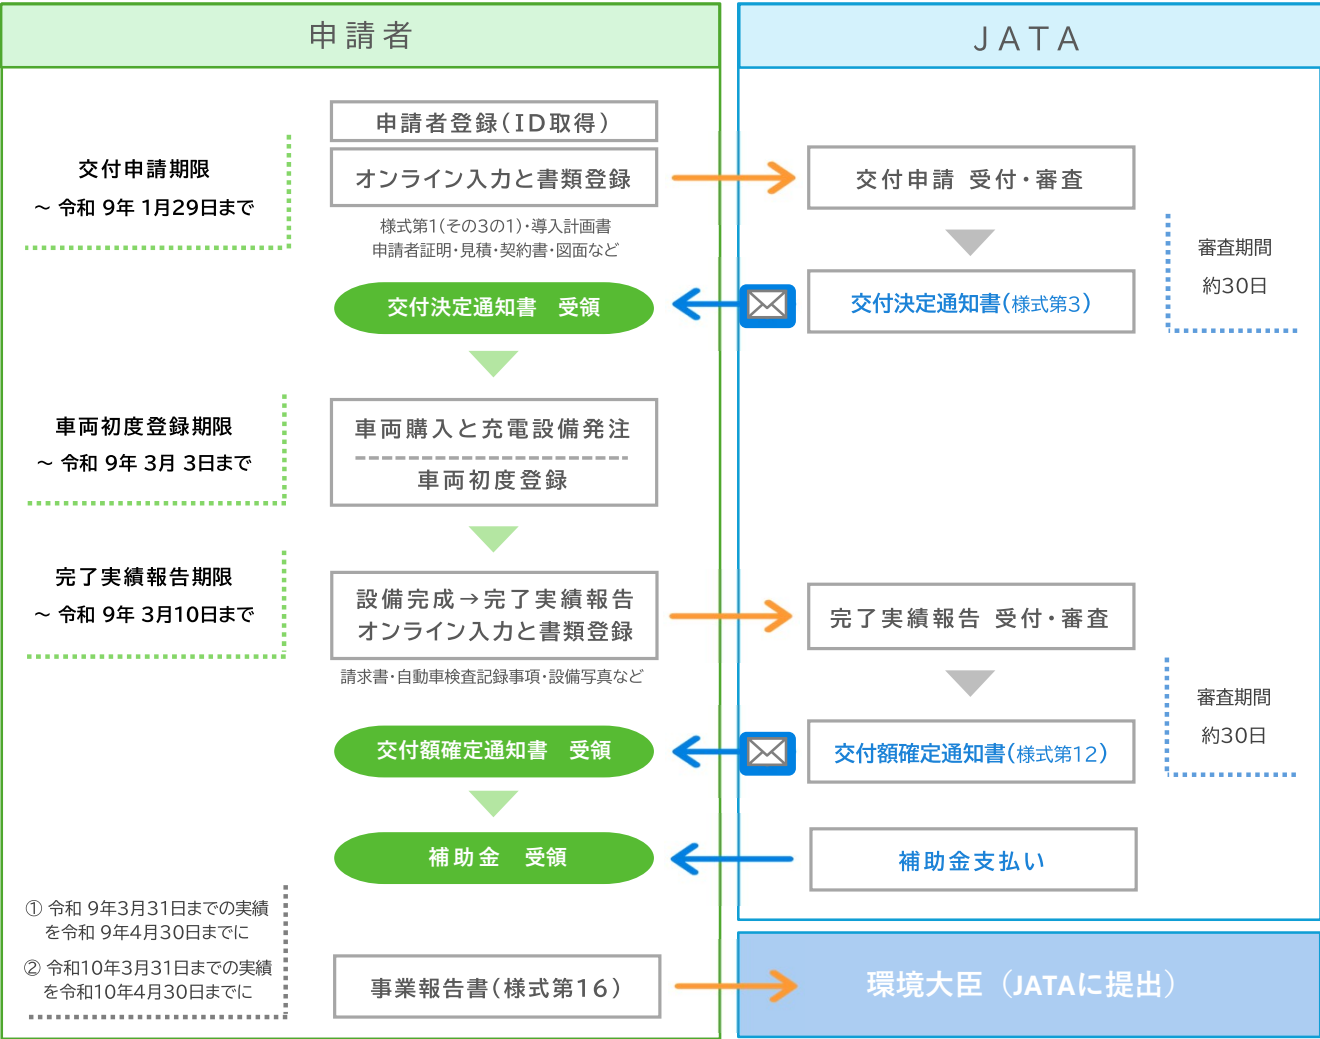 申請者
JATA
申請者登録(ID取得)
交付申請期限
～ 令和 9年 1月29日まで
オンライン入力と書類登録
交付申請 受付・審査
様式第1(その3の1)・導入計画書
申請者証明・見積・契約書・図面など
審査期間
約30日
交付決定通知書 受領
交付決定通知書(様式第3)
車両初度登録期限
～ 令和 9年 3月 3日まで
車両購入と充電設備発注
車両初度登録
完了実績報告期限
～ 令和 9年 3月10日まで
設備完成→完了実績報告
オンライン入力と書類登録
完了実績報告 受付・審査
請求書・自動車検査記録事項・設備写真など
審査期間
約30日
交付額確定通知書 受領
交付額確定通知書(様式第12)
補助金 受領
補助金支払い
① 令和 9年3月31日までの実績
を令和 9年4月30日までに
② 令和10年3月31日までの実績
を令和10年4月30日までに
事業報告書(様式第16)
環境大臣（JATAに提出）